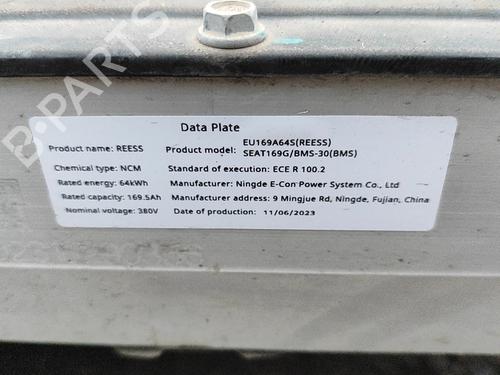 Data Plate
Product name: REESS
Product model: EU169A64S(REESS)
SEAT169G/BMS-30(BMS)
Chemical type: NCM
Standard of execution: ECE R 100.2
Rated energy: 64kWh
Manufacturer: Ningde E-Con Power System Co., Ltd
Rated capacity: 169.5Ah
Manufacturer address: 9 Mingjue Rd, Ningde, Fujian, China
Nominal voltage: 380V
Date of production: 11/06/2023
B-PARTS